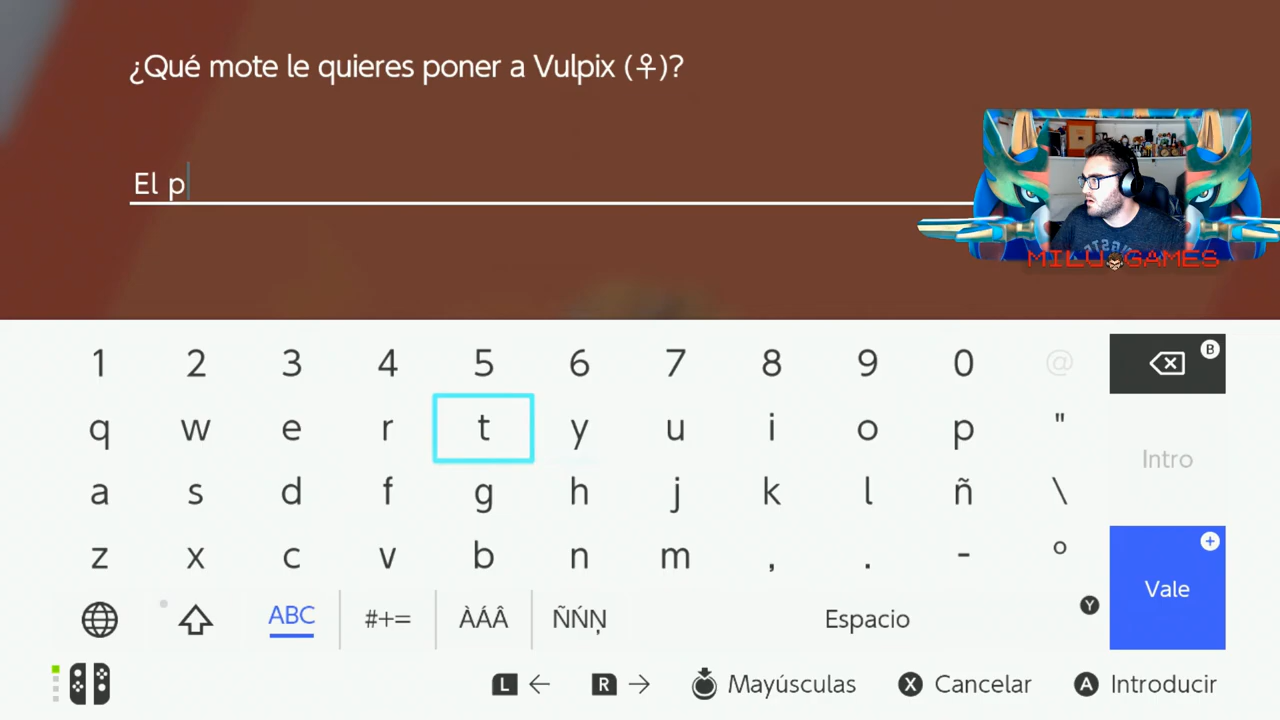 ¿Qué mote le quieres poner a Vulpix (♀)?
El p
MILU GAMES
1 2 3 4 5 6 7 8 9 0 @ B
q w e r t y u i o p " Intro
a s d f g h j k l ñ \
z x c v b n m , . - º + Vale
ABC #+= ÀÁÂ ÑŃŅ Espacio Y
L ← R → Mayúsculas X Cancelar A Introducir